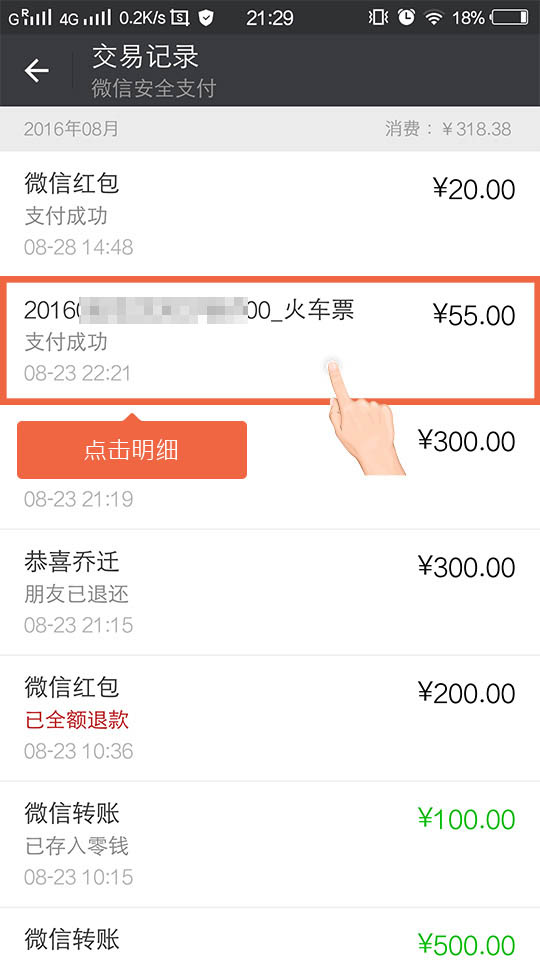 G R 4G 0.2K/s S 21:29 18%
交易记录
微信安全支付
2016年08月 消费：￥318.38
微信红包 ¥20.00
支付成功
08-28 14:48
2016 00_火车票 ¥55.00
支付成功
08-23 22:21
点击明细 ¥300.00
08-23 21:19
恭喜乔迁 ¥300.00
朋友已退还
08-23 21:15
微信红包 ¥200.00
已全额退款
08-23 10:36
微信转账 ¥100.00
已存入零钱
08-23 10:15
微信转账 ¥500.00